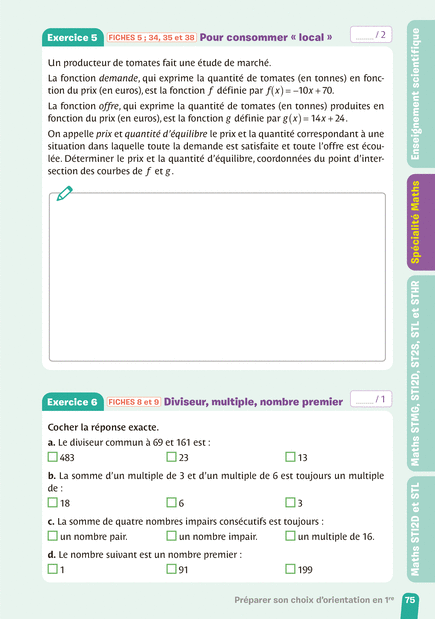 Exercice 5 FICHES 5 ; 34, 35 et 38 Pour consommer « local » ...... / 2
Un producteur de tomates fait une étude de marché.
La fonction demande, qui exprime la quantité de tomates (en tonnes) en fonc-
tion du prix (en euros), est la fonction f définie par f(x) = –10x + 70.
La fonction offre, qui exprime la quantité de tomates (en tonnes) produites en
fonction du prix (en euros), est la fonction g définie par g(x) = 14x + 24.
On appelle prix et quantité d'équilibre le prix et la quantité correspondant à une
situation dans laquelle toute la demande est satisfaite et toute l'offre est écou-
lée. Déterminer le prix et la quantité d'équilibre, coordonnées du point d'inter-
section des courbes de f et g.
Exercice 6 FICHES 8 et 9 Diviseur, multiple, nombre premier ...... / 1
Cocher la réponse exacte.
a. Le diviseur commun à 69 et 161 est :
483 23 13
b. La somme d'un multiple de 3 et d'un multiple de 6 est toujours un multiple
de :
18 6 3
c. La somme de quatre nombres impairs consécutifs est toujours :
un nombre pair. un nombre impair. un multiple de 16.
d. Le nombre suivant est un nombre premier :
1 91 199
Préparer son choix d'orientation en 1re 75
Enseignement scientifique
Spécialité Maths
Maths STMG, STI2D, ST2S, STL et STHR
Maths STI2D et STL